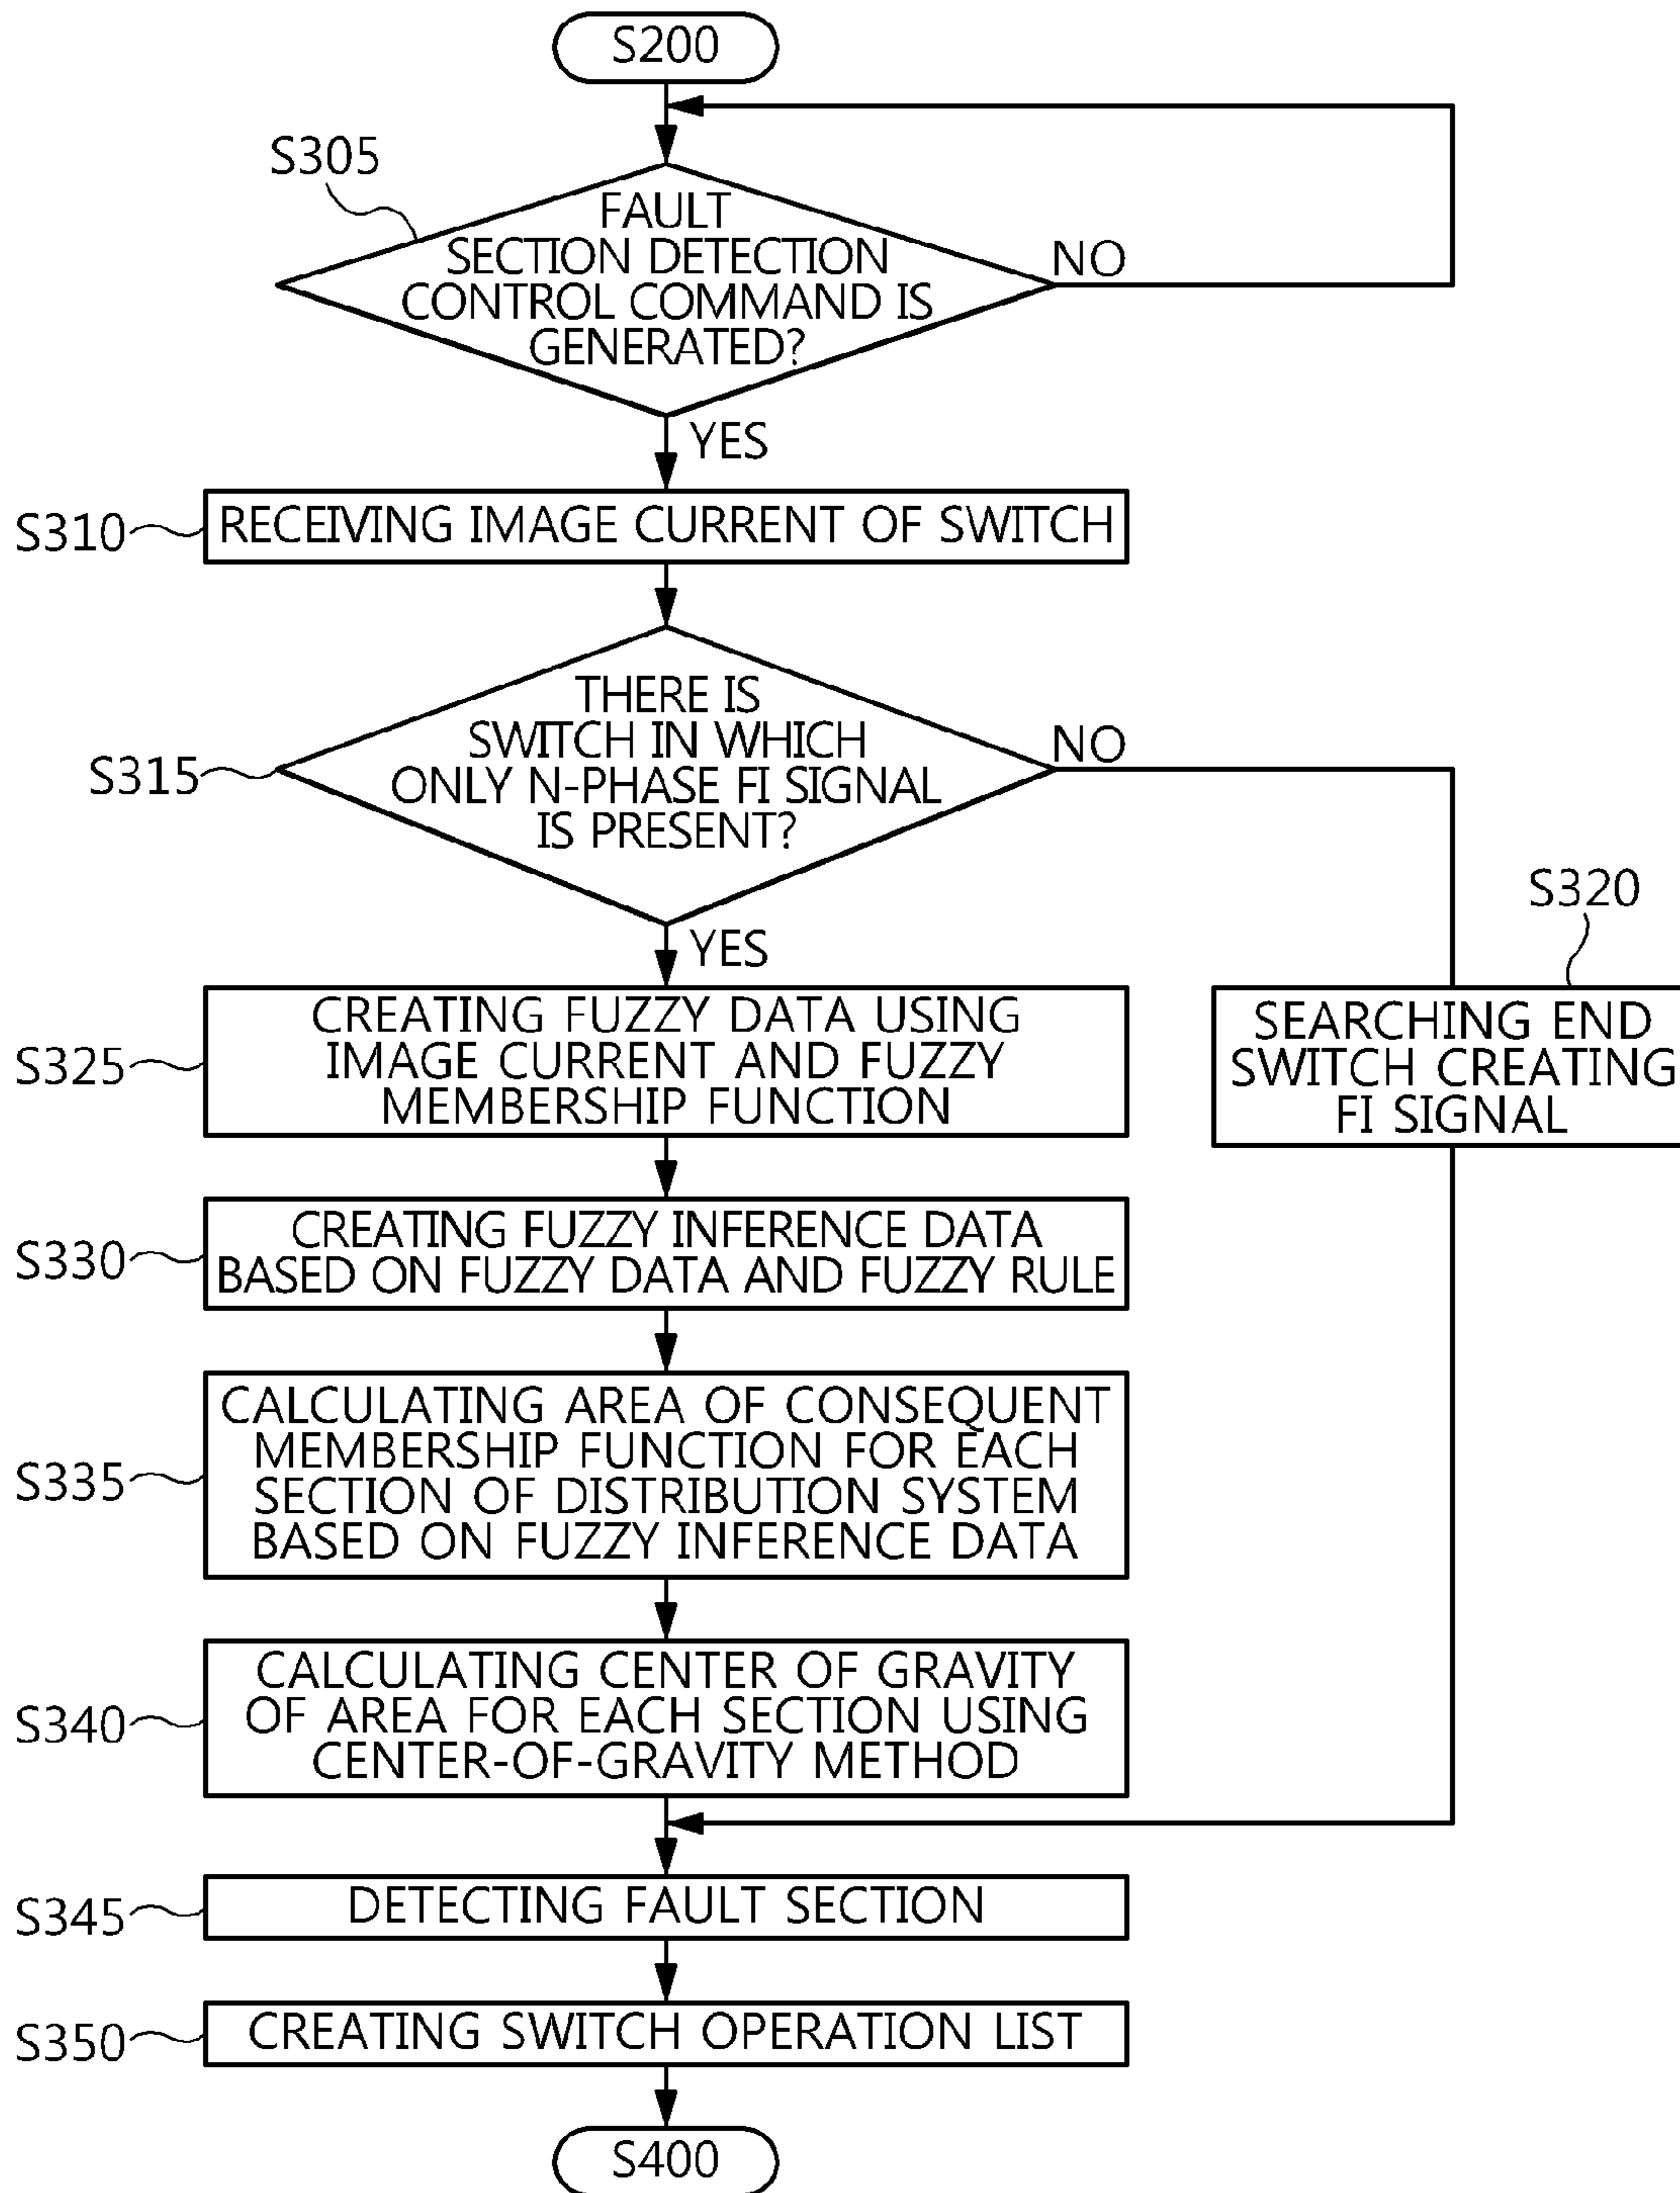 S200
S305
FAULT
SECTION DETECTION
CONTROL COMMAND IS
GENERATED?
NO
YES
S310
RECEIVING IMAGE CURRENT OF SWITCH
THERE IS
SWITCH IN WHICH
ONLY N-PHASE FI SIGNAL
IS PRESENT?
S315
NO
YES
S320
SEARCHING END
SWITCH CREATING
FI SIGNAL
S325
CREATING FUZZY DATA USING
IMAGE CURRENT AND FUZZY
MEMBERSHIP FUNCTION
S330
CREATING FUZZY INFERENCE DATA
BASED ON FUZZY DATA AND FUZZY RULE
S335
CALCULATING AREA OF CONSEQUENT
MEMBERSHIP FUNCTION FOR EACH
SECTION OF DISTRIBUTION SYSTEM
BASED ON FUZZY INFERENCE DATA
S340
CALCULATING CENTER OF GRAVITY
OF AREA FOR EACH SECTION USING
CENTER-OF-GRAVITY METHOD
S345
DETECTING FAULT SECTION
S350
CREATING SWITCH OPERATION LIST
S400